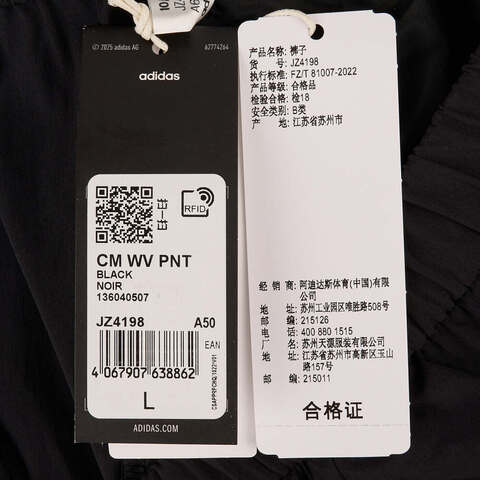 © 2025 adidas AG
A7774264
adidas
RFID
扫一扫
CM WV PNT
BLACK
NOIR
136040507
JZ4198 A50
EAN
4 067907 638862
L
ADIDAS.COM
产品名称: 裤子
货号: JZ4198
执行标准: FZ/T 81007-2022
产品等级: 合格品
检验合格: 检18
安全类别: B类
产地: 江苏省苏州市
经销商: 阿迪达斯体育(中国)有限
公司
地址: 苏州工业园区唯胜路508号
邮编: 215126
电话: 400 880 1515
厂名: 苏州天源服装有限公司
地址: 江苏省苏州市高新区玉山
路157号
邮编: 215011
合格证